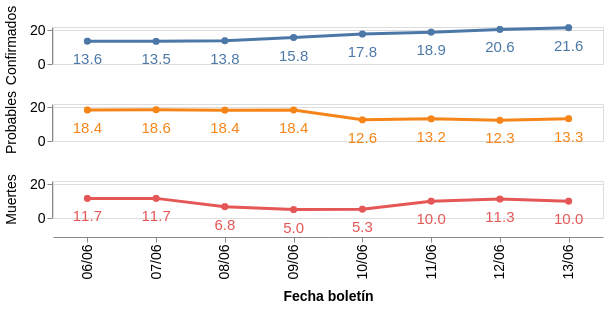 Confirmados
20
0
13.6 13.5 13.8 15.8 17.8 18.9 20.6 21.6
Probables
20
0
18.4 18.6 18.4 18.4 12.6 13.2 12.3 13.3
Muertes
20
0
11.7 11.7 6.8 5.0 5.3 10.0 11.3 10.0
06/06 07/06 08/06 09/06 10/06 11/06 12/06 13/06
Fecha boletín